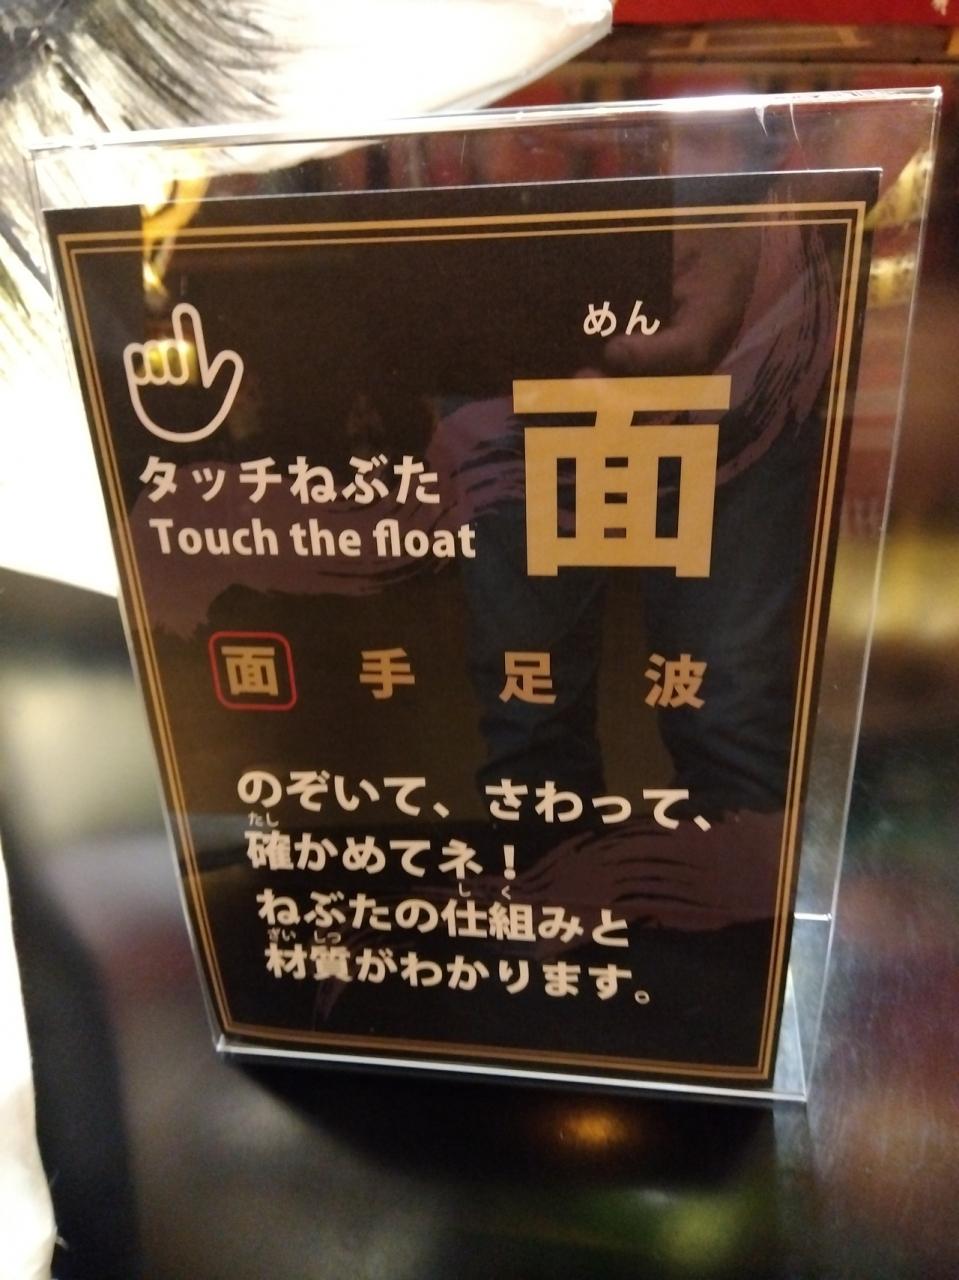 めん
面
タッチねぶた
Touch the float
面 手 足 波
のぞいて、さわって、
たし
確かめてネ！
しく
ねぶたの仕組みと
ざいしつ
材質がわかります。